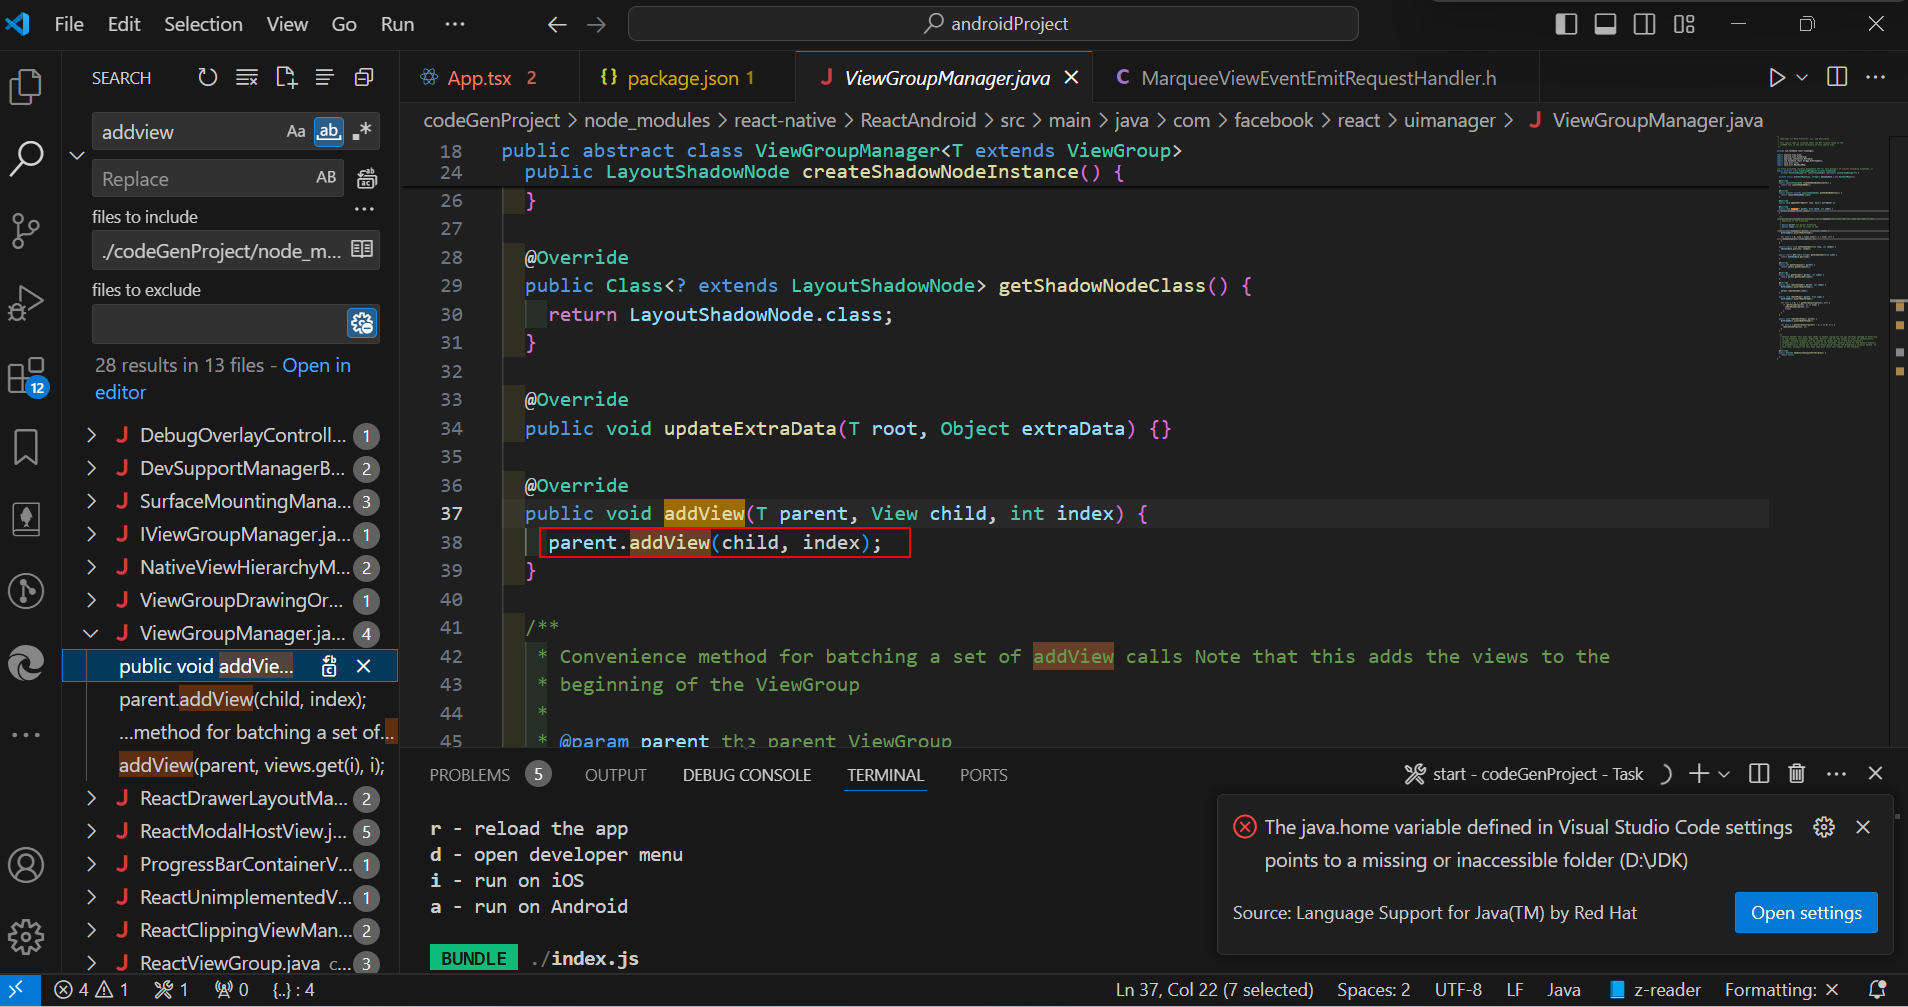 File Edit Selection View Go Run ···
androidProject
SEARCH
addview
Aa ab .*
Replace
AB
files to include
./codeGenProject/node_m...
files to exclude
28 results in 13 files - Open in
editor
DebugOverlayControll... 1
DevSupportManagerB... 2
SurfaceMountingMana... 3
IViewGroupManager.ja... 1
NativeViewHierarchyM... 2
ViewGroupDrawingOr... 1
ViewGroupManager.ja... 4
public void addVie...
parent.addView(child, index);
...method for batching a set of...
addView(parent, views.get(i), i);
ReactDrawerLayoutMa... 2
ReactModalHostView.j... 5
ProgressBarContainerV... 1
ReactUnimplementedV... 1
ReactClippingViewMan... 2
ReactViewGroup.java c... 3
12
App.tsx 2
{} package.json 1
J ViewGroupManager.java
C MarqueeViewEventEmitRequestHandler.h
codeGenProject > node_modules > react-native > ReactAndroid > src > main > java > com > facebook > react > uimanager > J ViewGroupManager.java
18 public abstract class ViewGroupManager<T extends ViewGroup>
24 public LayoutShadowNode createShadowNodeInstance() {
26 }
27
28 @Override
29 public Class<? extends LayoutShadowNode> getShadowNodeClass() {
30 return LayoutShadowNode.class;
31 }
32
33 @Override
34 public void updateExtraData(T root, Object extraData) {}
35
36 @Override
37 public void addView(T parent, View child, int index) {
38 parent.addView(child, index);
39 }
40
41 /**
42 * Convenience method for batching a set of addView calls Note that this adds the views to the
43 * beginning of the ViewGroup
44 *
45 * @param parent the parent ViewGroup
PROBLEMS 5 OUTPUT DEBUG CONSOLE TERMINAL PORTS
start - codeGenProject - Task
r - reload the app
d - open developer menu
i - run on iOS
a - run on Android
BUNDLE ./index.js
The java.home variable defined in Visual Studio Code settings
points to a missing or inaccessible folder (D:\JDK)
Source: Language Support for Java(TM) by Red Hat
Open settings
4 1 1 0 {..} : 4
Ln 37, Col 22 (7 selected) Spaces: 2 UTF-8 LF Java z-reader Formatting: ×